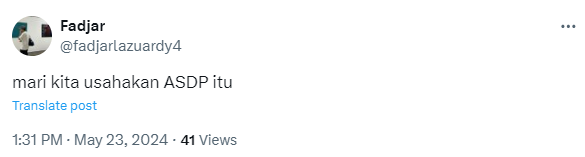 Fadjar
@fadjarlazuardy4
mari kita usahakan ASDP itu
Translate post
1:31 PM · May 23, 2024 · 41 Views